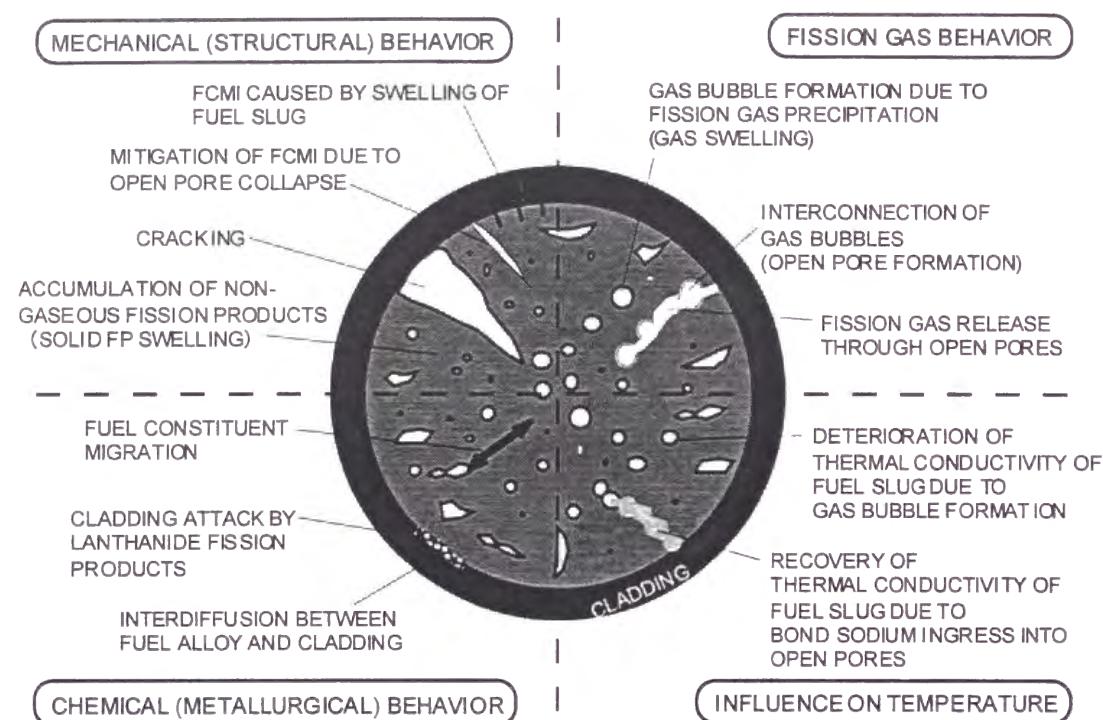 MECHANICAL (STRUCTURAL) BEHAVIOR
FCMI CAUSED BY SWELLING OF
FUEL SLUG
MITIGATION OF FCMI DUE TO
OPEN PORE COLLAPSE
CRACKING
ACCUMULATION OF NON-
GASEOUS FISSION PRODUCTS
(SOLID FP SWELLING)
FISSION GAS BEHAVIOR
GAS BUBBLE FORMATION DUE TO
FISSION GAS PRECIPITATION
(GAS SWELLING)
INTERCONNECTION OF
GAS BUBBLES
(OPEN PORE FORMATION)
FISSION GAS RELEASE
THROUGH OPEN PORES
FUEL CONSTITUENT
MIGRATION
CLADDING ATTACK BY
LANTHANIDE FISSION
PRODUCTS
INTERDIFFUSION BETWEEN
FUEL ALLOY AND CLADDING
CHEMICAL (METALLURGICAL) BEHAVIOR
CLADDING
DETERIORATION OF
THERMAL CONDUCTIVITY OF
FUEL SLUG DUE TO
GAS BUBBLE FORMATION
RECOVERY OF
THERMAL CONDUCTIVITY OF
FUEL SLUG DUE TO
BOND SODIUM INGRESS INTO
OPEN PORES
INFLUENCE ON TEMPERATURE